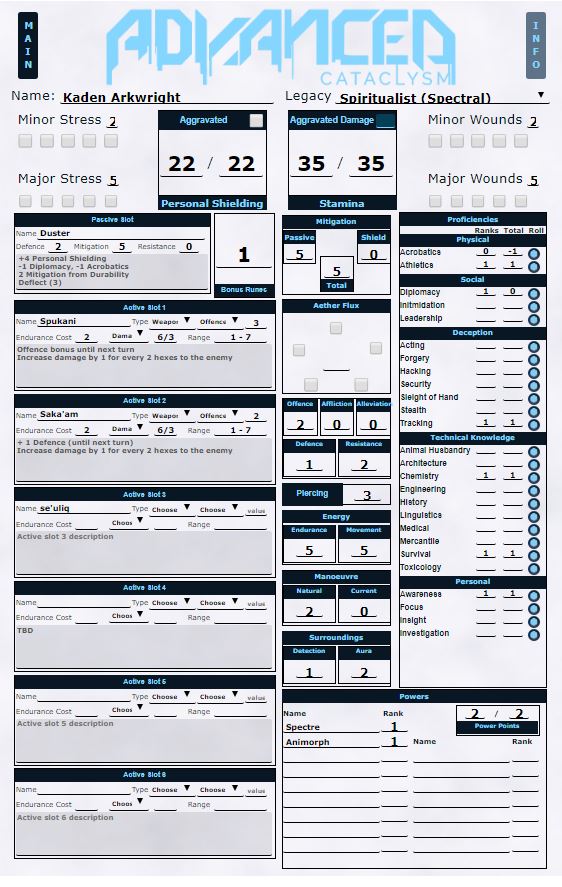 MAIN
ADVANCED
CATACLYSM
INFO
Name: Kaden Arkwright
Legacy Spiritualist (Spectral)
Minor Stress 2
Major Stress 5
Aggravated
22 / 22
Personal Shielding
Aggravated Damage
35 / 35
Stamina
Minor Wounds 2
Major Wounds 5
Passive Slot
Name Duster
Defence 2 Mitigation 5 Resistance 0
+4 Personal Shielding
-1 Diplomacy, -1 Acrobatics
2 Mitigation from Durability
Deflect (3)
1
Bonus Runes
Active Slot 1
Name Spukani Type Weapor Offence 3
Endurance Cost 2 Dama 6/3 Range 1 - 7
Offence bonus until next turn
Increase damage by 1 for every 2 hexes to the enemy
Active Slot 2
Name Saka'am Type Weapor Offence 2
Endurance Cost 2 Dama 6/3 Range 1 - 7
+ 1 Defence (until next turn)
Increase damage by 1 for every 2 hexes to the enemy
Active Slot 3
Name se'uliq Type Choose Choose value
Endurance Cost Choos Range
Active slot 3 description
Active Slot 4
Name Type Choose Choose value
Endurance Cost Choos Range
TBD
Active Slot 5
Name Type Choose Choose value
Endurance Cost Choos Range
Active slot 5 description
Active Slot 6
Name Type Choose Choose value
Endurance Cost Choos Range
Active slot 6 description
Mitigation
Passive Shield
5 0
5
Total
Aether Flux
Offence Affliction Alleviation
2 0 0
Defence Resistance
1 2
Piercing 3
Energy
Endurance Movement
5 5
Manoeuvre
Natural Current
2 0
Surroundings
Detection Aura
1 2
Proficiencies
Ranks Total Roll
Physical
Acrobatics 0 -1
Athletics 1 1
Social
Diplomacy 1 0
Initmidation
Leadership
Deception
Acting
Forgery
Hacking
Security
Sleight of Hand
Stealth
Tracking 1 1
Technical Knowledge
Animal Husbandry
Architecture
Chemistry 1 1
Engineering
History
Linguistics
Medical
Mercantile
Survival 1 1
Toxicology
Personal
Awareness 1 1
Focus
Insight
Investigation
Powers
Name Rank
2 / 2
Power Points
Spectre 1
Animorph 1
Name Rank